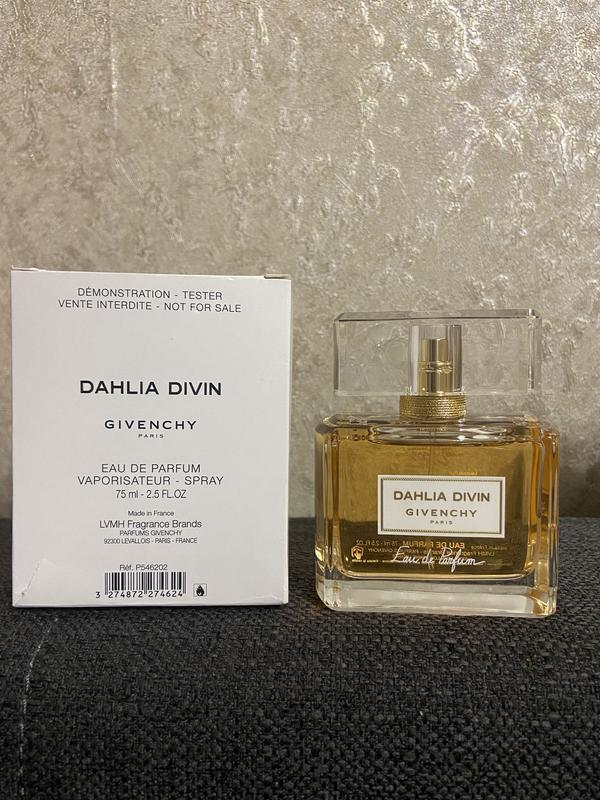 DÉMONSTRATION - TESTER
VENTE INTERDITE - NOT FOR SALE
DAHLIA DIVIN
GIVENCHY
PARIS
EAU DE PARFUM
VAPORISATEUR - SPRAY
75 ml - 2.5 FL.OZ
Made in France
LVMH Fragrance Brands
PARFUMS GIVENCHY
92300 LEVALLOIS - PARIS - FRANCE
Réf. P546202
3 274872 274624
DAHLIA DIVIN
GIVENCHY
PARIS
EAU DE PARFUM
Eau de Parfum